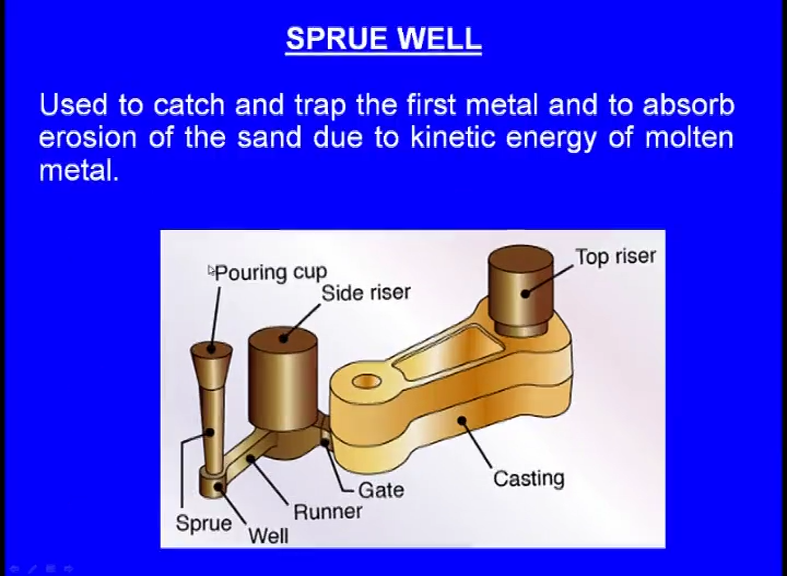 SPRUE WELL
Used to catch and trap the first metal and to absorb
erosion of the sand due to kinetic energy of molten
metal.
Top riser
Pouring cup
Side riser
Casting
Gate
Runner
Sprue
Well